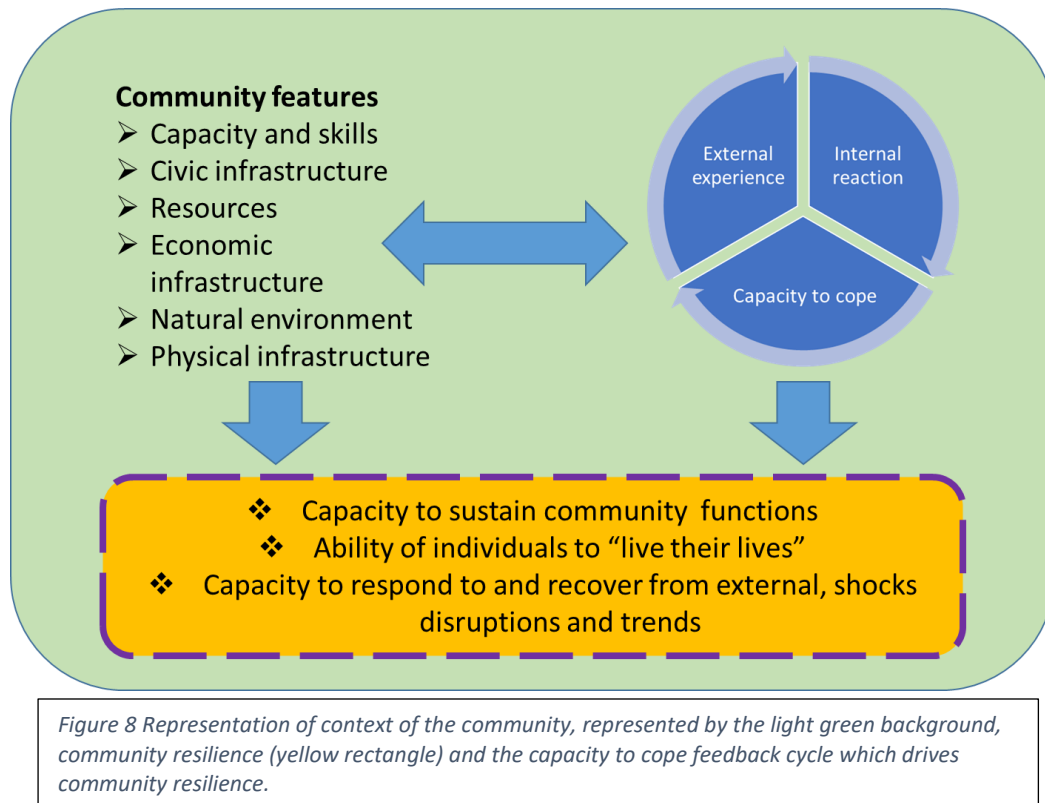 Community features
➢ Capacity and skills
➢ Civic infrastructure
➢ Resources
➢ Economic
infrastructure
➢ Natural environment
➢ Physical infrastructure
External
experience
Internal
reaction
Capacity to cope
❖ Capacity to sustain community functions
❖ Ability of individuals to “live their lives”
❖ Capacity to respond to and recover from external, shocks
disruptions and trends
Figure 8 Representation of context of the community, represented by the light green background,
community resilience (yellow rectangle) and the capacity to cope feedback cycle which drives
community resilience.